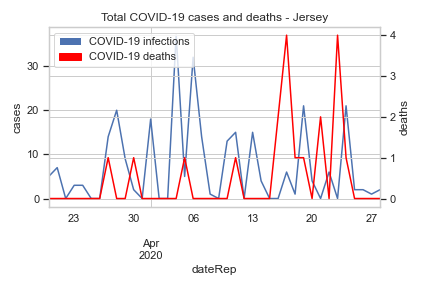 Total COVID-19 cases and deaths - Jersey
COVID-19 infections
COVID-19 deaths
cases
30
20
10
0
deaths
4
3
2
1
0
23
30
06
13
20
27
Apr
2020
dateRep